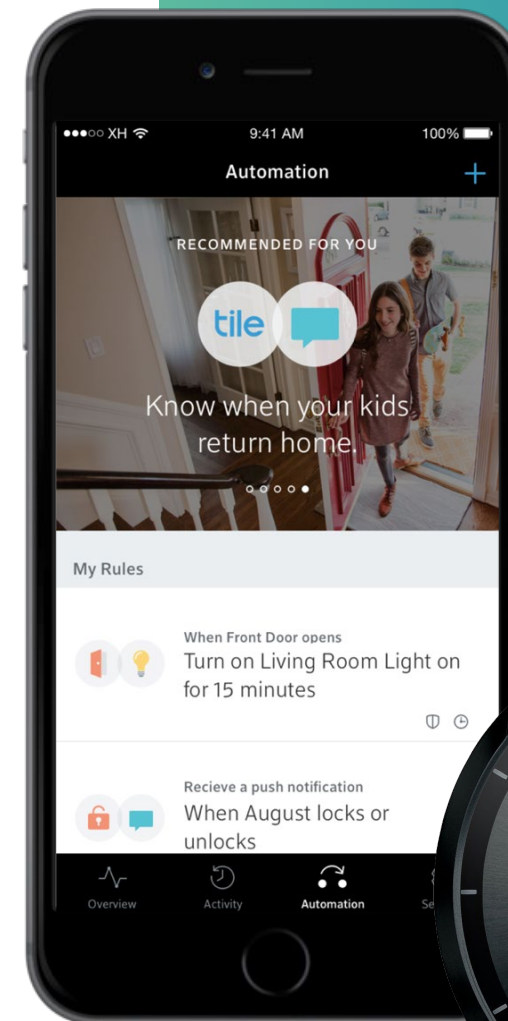 XH 9:41 AM 100%
Automation
RECOMMENDED FOR YOU
tile
Know when your kids
return home.
My Rules
When Front Door opens
Turn on Living Room Light on
for 15 minutes
Recieve a push notification
When August locks or
unlocks
Overview Activity Automation Se